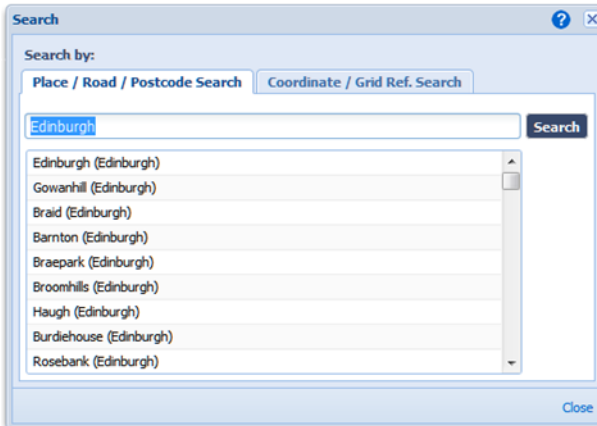 Search
Search by:
Place / Road / Postcode Search Coordinate / Grid Ref. Search
Edinburgh Search
Edinburgh (Edinburgh)
Gowanhill (Edinburgh)
Braid (Edinburgh)
Barnton (Edinburgh)
Braepark (Edinburgh)
Broomhills (Edinburgh)
Haugh (Edinburgh)
Burdiehouse (Edinburgh)
Rosebank (Edinburgh)
Close